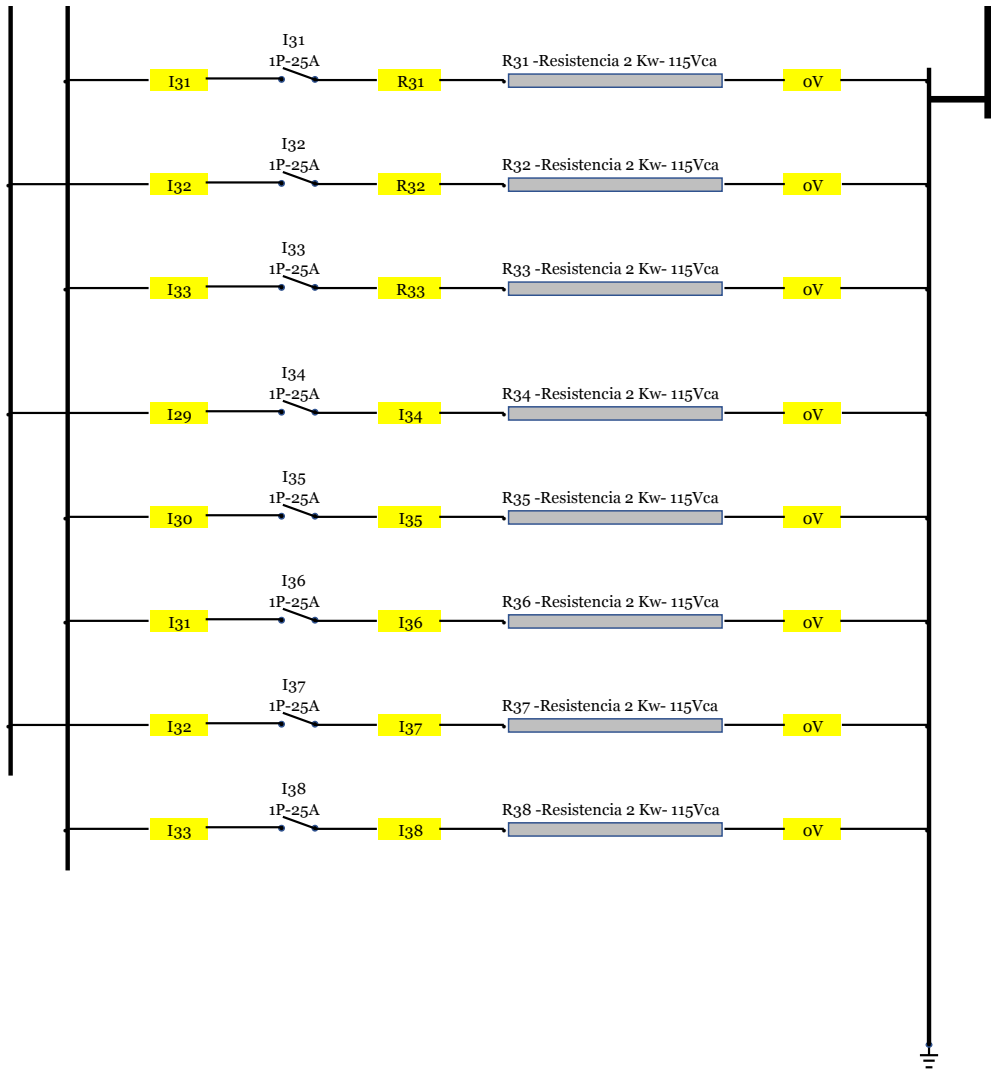 I31
1P-25A
R31 -Resistencia 2 Kw- 115Vca
I31
R31
0V
I32
1P-25A
R32 -Resistencia 2 Kw- 115Vca
I32
R32
0V
I33
1P-25A
R33 -Resistencia 2 Kw- 115Vca
I33
R33
0V
I34
1P-25A
R34 -Resistencia 2 Kw- 115Vca
I29
I34
0V
I35
1P-25A
R35 -Resistencia 2 Kw- 115Vca
I30
I35
0V
I36
1P-25A
R36 -Resistencia 2 Kw- 115Vca
I31
I36
0V
I37
1P-25A
R37 -Resistencia 2 Kw- 115Vca
I32
I37
0V
I38
1P-25A
R38 -Resistencia 2 Kw- 115Vca
I33
I38
0V